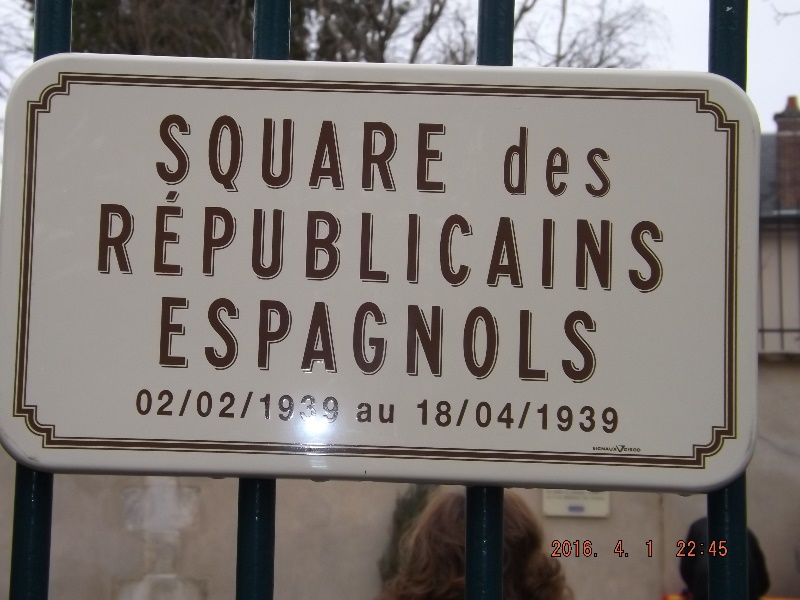 SQUARE des
RÉPUBLICAINS
ESPAGNOLS
02/02/1939 au 18/04/1939
2016. 4. 1 22:45